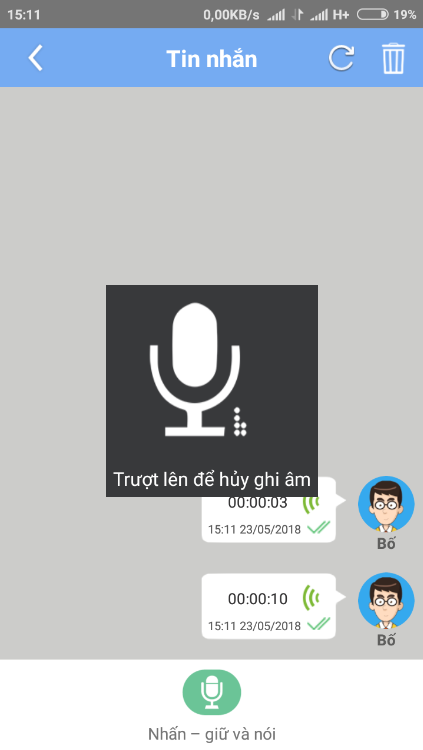 15:11 0,00KB/s H+ 19%
Tin nhắn
Trượt lên để hủy ghi âm
00:00:03
15:11 23/05/2018
Bố
00:00:10
15:11 23/05/2018
Bố
Nhấn – giữ và nói